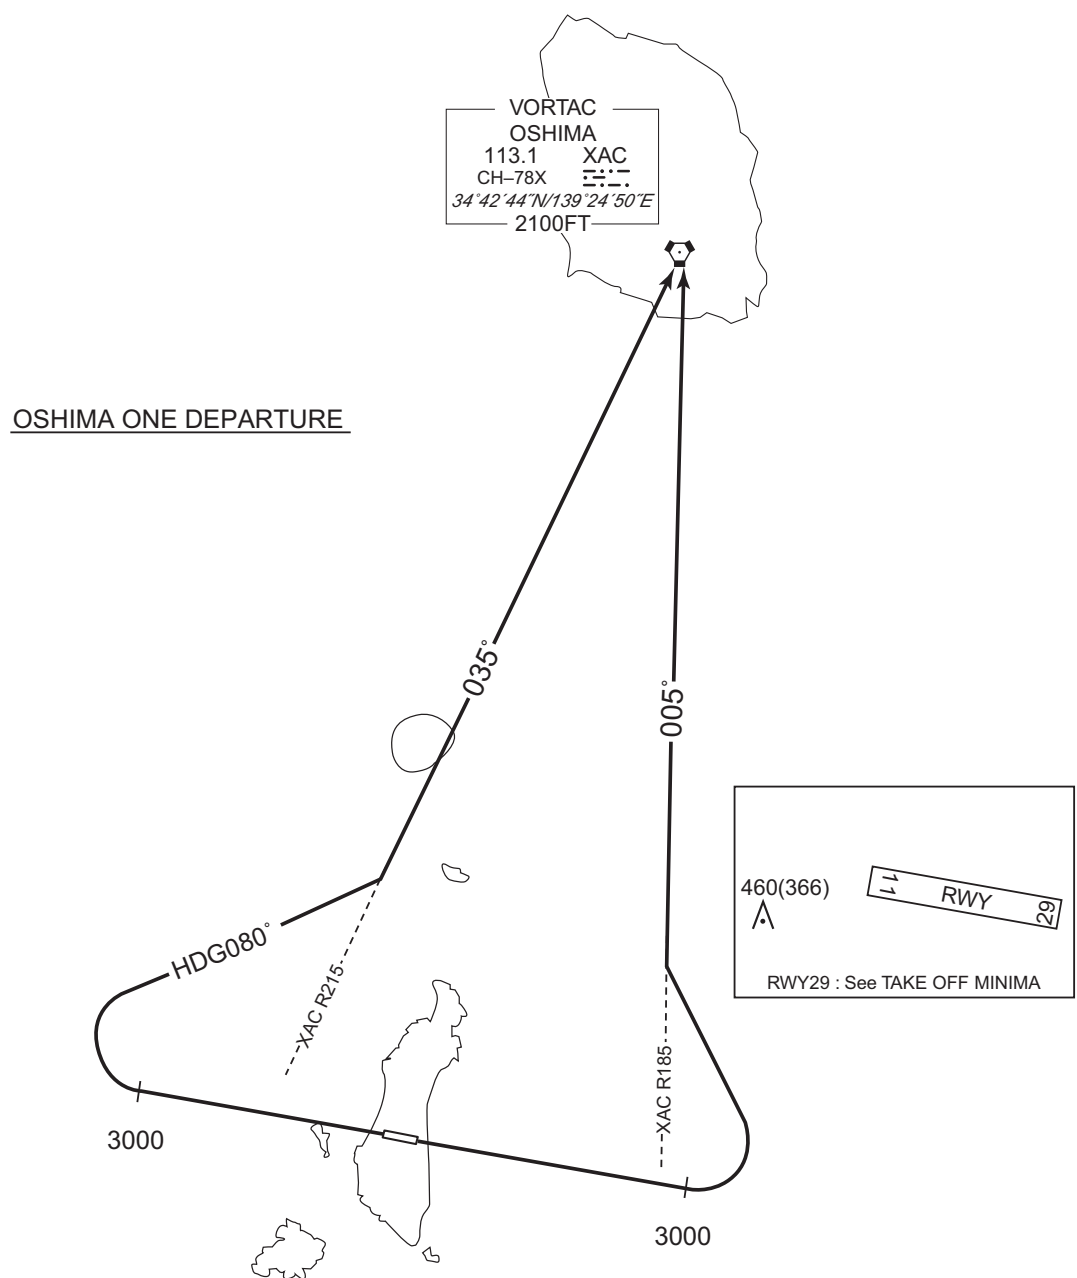 VORTAC
OSHIMA
113.1 XAC
CH–78X
34°42´44˝N/139°24´50˝E
2100FT
OSHIMA ONE DEPARTURE
035°
005°
460(366)
11 RWY 29
RWY29 : See TAKE OFF MINIMA
HDG080°
XAC R215
XAC R185
3000
3000